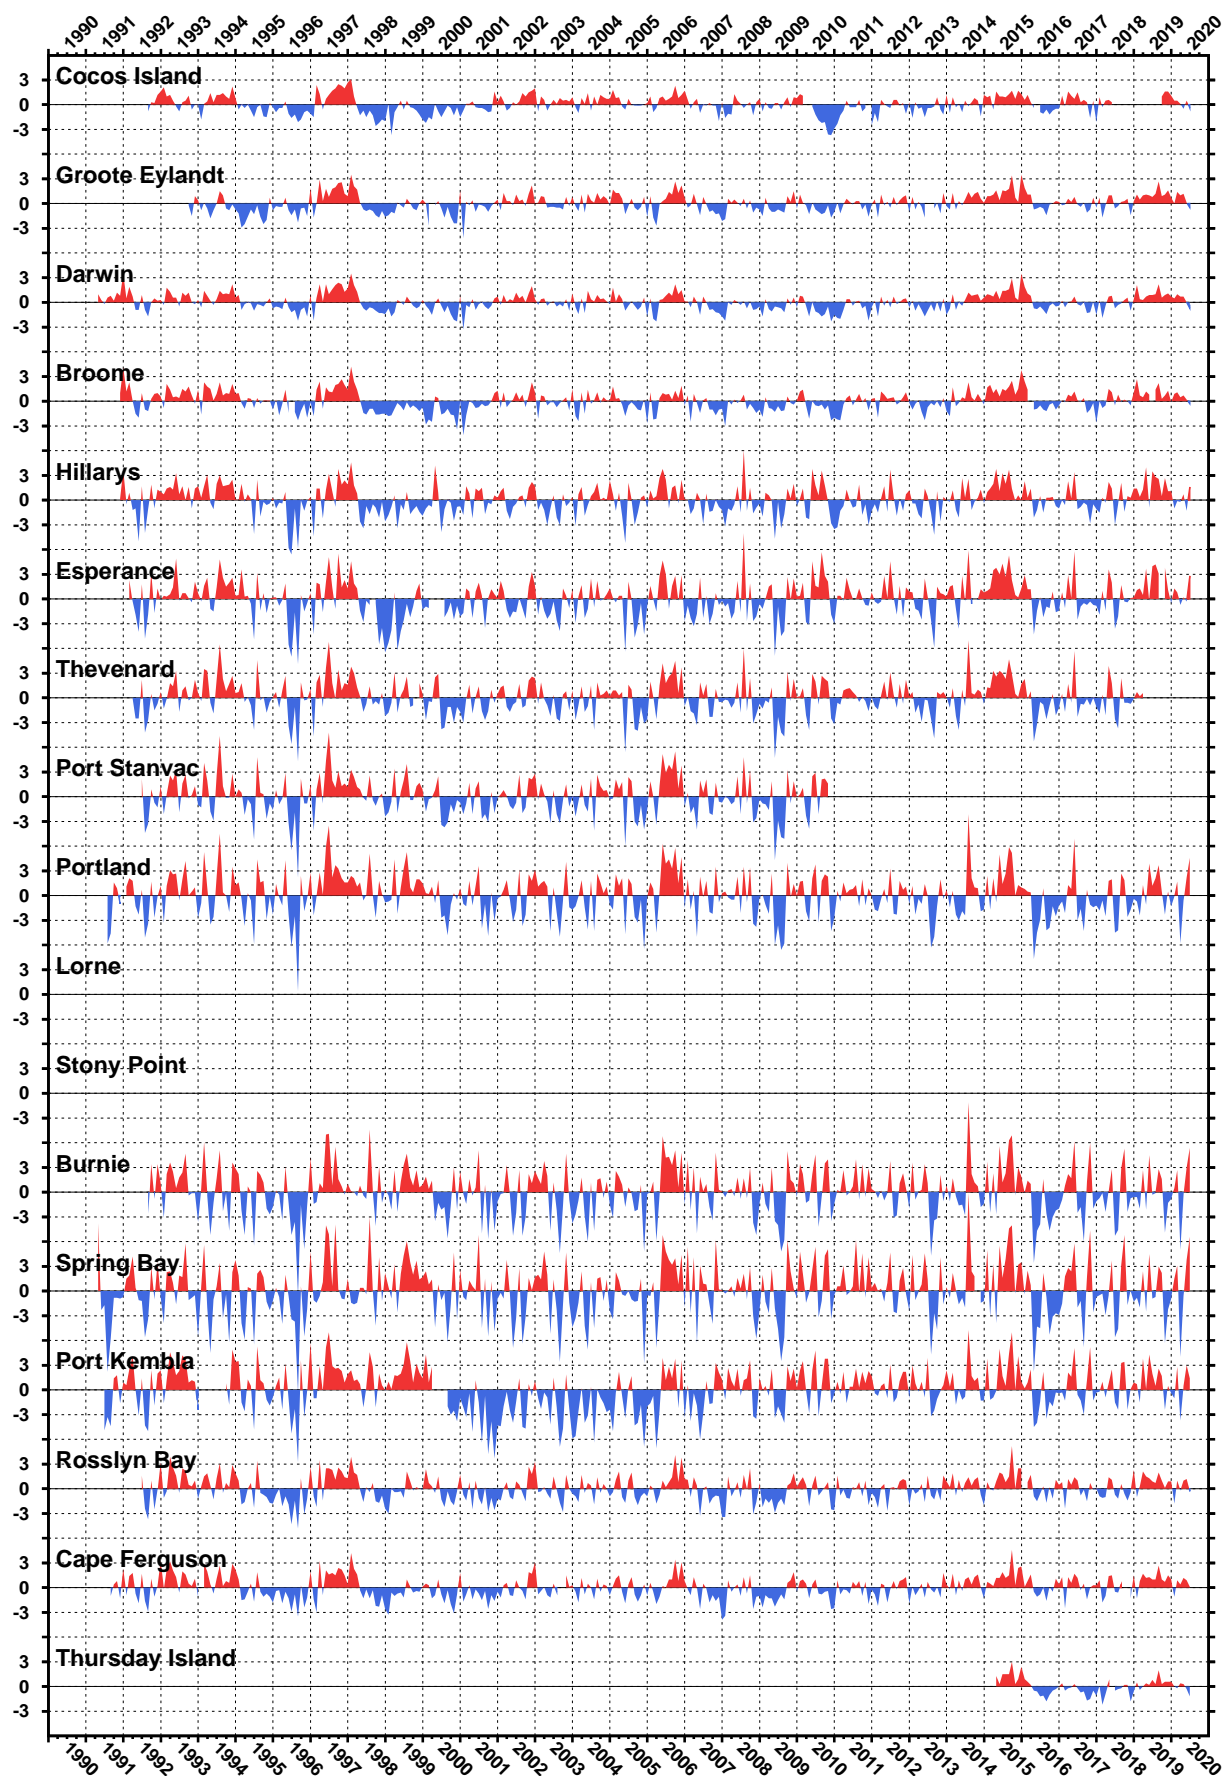 1990 1991 1992 1993 1994 1995 1996 1997 1998 1999 2000 2001 2002 2003 2004 2005 2006 2007 2008 2009 2010 2011 2012 2013 2014 2015 2016 2017 2018 2019 2020
Cocos Island
3
0
-3
Groote Eylandt
3
0
-3
Darwin
3
0
-3
Broome
3
0
-3
Hillarys
3
0
-3
Esperance
3
0
-3
Thevenard
3
0
-3
Port Stanvac
3
0
-3
Portland
3
0
-3
Lorne
3
0
-3
Stony Point
3
0
-3
Burnie
3
0
-3
Spring Bay
3
0
-3
Port Kembla
3
0
-3
Rosslyn Bay
3
0
-3
Cape Ferguson
3
0
-3
Thursday Island
3
0
-3
1990 1991 1992 1993 1994 1995 1996 1997 1998 1999 2000 2001 2002 2003 2004 2005 2006 2007 2008 2009 2010 2011 2012 2013 2014 2015 2016 2017 2018 2019 2020